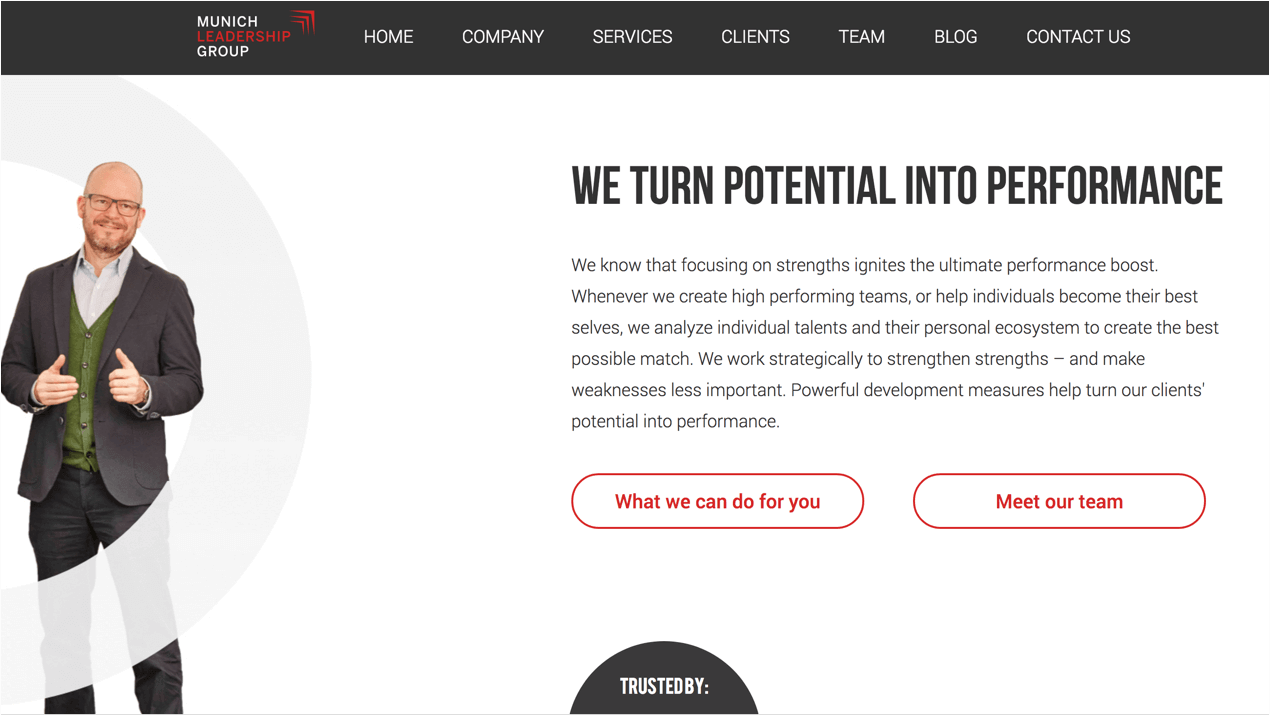 MUNICH
LEADERSHIP
GROUP
HOME COMPANY SERVICES CLIENTS TEAM BLOG CONTACT US
WE TURN POTENTIAL INTO PERFORMANCE
We know that focusing on strengths ignites the ultimate performance boost.
Whenever we create high performing teams, or help individuals become their best
selves, we analyze individual talents and their personal ecosystem to create the best
possible match. We work strategically to strengthen strengths – and make
weaknesses less important. Powerful development measures help turn our clients'
potential into performance.
What we can do for you Meet our team
TRUSTED BY: